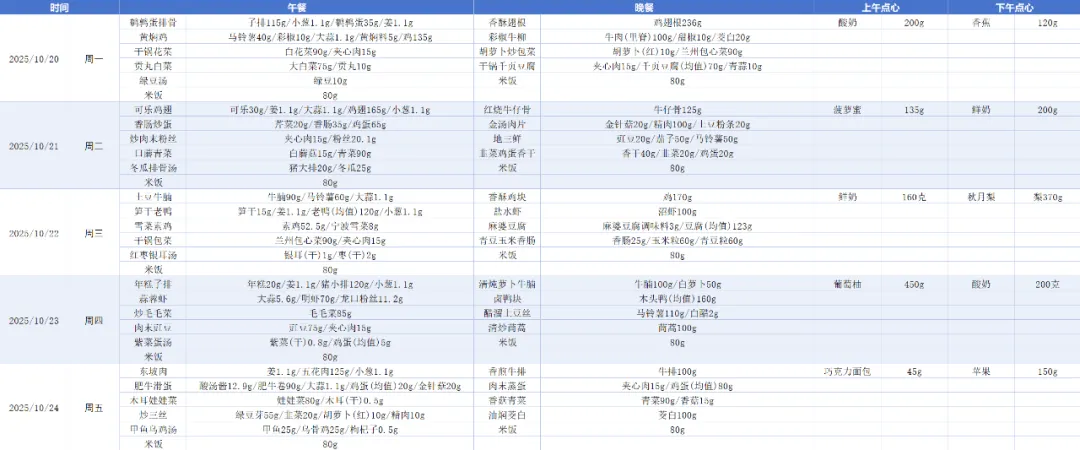 时间 午餐 晚餐 上午点心 下午点心
鹌鹑蛋排骨 子排115g/小葱1.1g/鹌鹑蛋35g/姜1.1g 香酥翅根 鸡翅根236g 酸奶 200g 香蕉 120g
黄焖鸡 马铃薯40g/彩椒10g/大蒜1.1g/黄焖料5g/鸡135g 彩椒牛柳 牛肉(里脊)100g/甜椒10g/茭白20g
干锅花菜 白花菜90g/夹心肉15g 胡萝卜炒包菜 胡萝卜(红)10g/兰州包心菜90g
2025/10/20 周一 贡丸白菜 大白菜75g/贡丸10g 干锅千页豆腐 夹心肉15g/千页豆腐(均值)70g/青蒜10g
绿豆汤 绿豆10g 米饭 80g
米饭 80g
可乐鸡翅 可乐30g/姜1.1g/大蒜1.1g/鸡翅165g/小葱1.1g 红烧牛仔骨 牛仔骨125g 菠萝蜜 135g 鲜奶 200g
香肠炒蛋 芹菜20g/香肠35g/鸡蛋65g 金汤肉片 金针菇20g/精肉100g/土豆粉条20g
炒肉末粉丝 夹心肉15g/粉丝20.1g 地三鲜 豇豆20g/茄子50g/马铃薯50g
2025/10/21 周二 口蘑青菜 白蘑菇15g/青菜90g 韭菜鸡蛋香干 香干40g/韭菜20g/鸡蛋20g
冬瓜排骨汤 猪大排20g/冬瓜25g 米饭 80g
米饭 80g
土豆牛腩 牛腩90g/马铃薯60g/大蒜1.1g 香酥鸡块 鸡170g 鲜奶 160克 秋月梨 梨370g
笋干老鸭 笋干15g/姜1.1g/老鸭(均值)120g/小葱1.1g 盐水虾 沼虾100g
雪菜素鸡 素鸡52.5g/宁波雪菜8g 麻婆豆腐 麻婆豆腐调味料3g/豆腐(均值)123g
2025/10/22 周三 干锅包菜 兰州包心菜90g/夹心肉15g 青豆玉米香肠 香肠25g/玉米粒60g/青豆粒60g
红枣银耳汤 银耳(干)1g/枣(干)2g 米饭 80g
米饭 80g
年糕子排 年糕20g/姜1.1g/猪小排120g/小葱1.1g 清炖萝卜牛腩 牛腩100g/白萝卜50g 葡萄柚 450g 酸奶 200克
蒜蓉虾 大蒜5.6g/明虾70g/龙口粉丝11.2g 卤鸭块 木头鸭(均值)160g
炒毛毛菜 毛毛菜85g 醋溜土豆丝 马铃薯110g/白醋2g
2025/10/23 周四 肉末豇豆 豇豆75g/夹心肉15g 清炒茼蒿 茼蒿100g
紫菜蛋汤 紫菜(干)0.8g/鸡蛋(均值)5g 米饭 80g
米饭 80g
东坡肉 姜1.1g/五花肉125g/小葱1.1g 香煎牛排 牛排100g 巧克力面包 45g 苹果 150g
肥牛滑蛋 酸汤酱12.9g/肥牛卷90g/大蒜1.1g/鸡蛋(均值)20g/金针菇20g 肉末蒸蛋 夹心肉15g/鸡蛋(均值)80g
木耳娃娃菜 娃娃菜80g/木耳(干)0.5g 香菇青菜 青菜90g/香菇15g
2025/10/24 周五 炒三丝 绿豆芽55g/韭菜20g/胡萝卜(红)10g/精肉10g 油焖茭白 茭白100g
甲鱼乌鸡汤 甲鱼25g/乌骨鸡25g/枸杞子0.5g 米饭 80g
米饭 80g